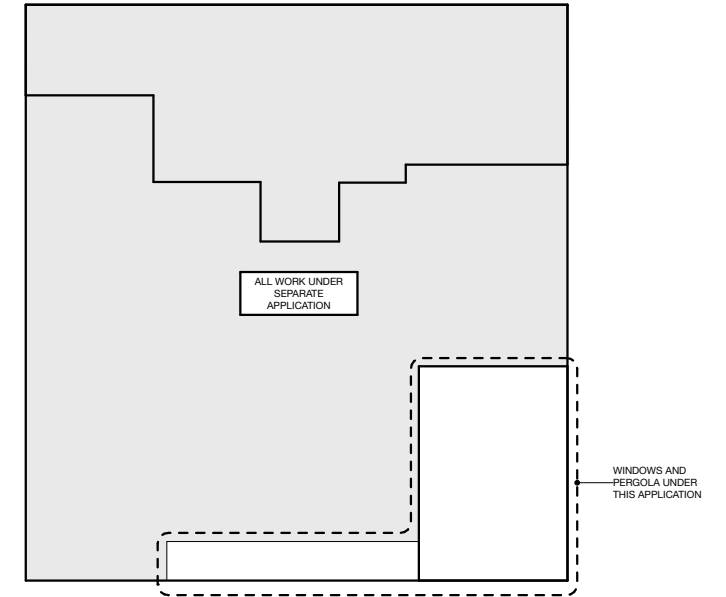 ALL WORK UNDER
SEPARATE
APPLICATION
WINDOWS AND
PERGOLA UNDER
THIS APPLICATION